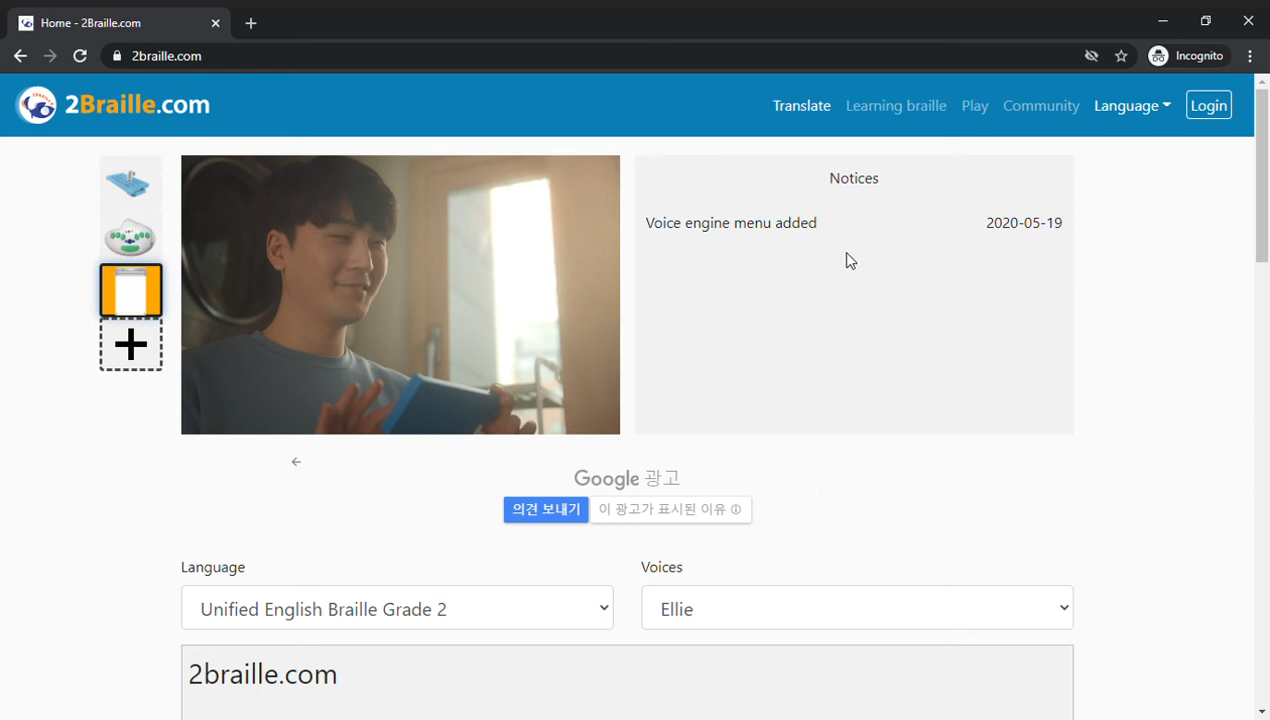 Home - 2Braille.com
2braille.com
Incognito
2Braille.com
Translate Learning braille Play Community Language Login
Notices
Voice engine menu added 2020-05-19
Google 광고
의견 보내기 이 광고가 표시된 이유
Language Voices
Unified English Braille Grade 2 Ellie
2braille.com